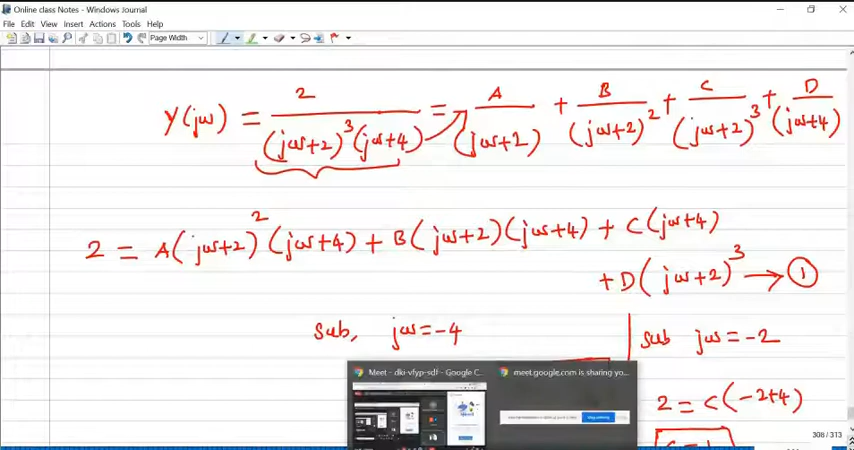 Online class Notes - Windows Journal
File Edit View Insert Actions Tools Help
Page Width
Y(jω) = 2 / ((jω+2)^3 (jω+4)) = A / (jω+2) + B / (jω+2)^2 + C / (jω+2)^3 + D / (jω+4)
2 = A(jω+2)^2 (jω+4) + B(jω+2)(jω+4) + C(jω+4)
+ D(jω+2)^3 → ①
Sub, jω = -4
sub jω = -2
Meet - dki-vfyp-sdf - Google C...
meet.google.com is sharing yo...
2 = C(-2+4)
308 / 313